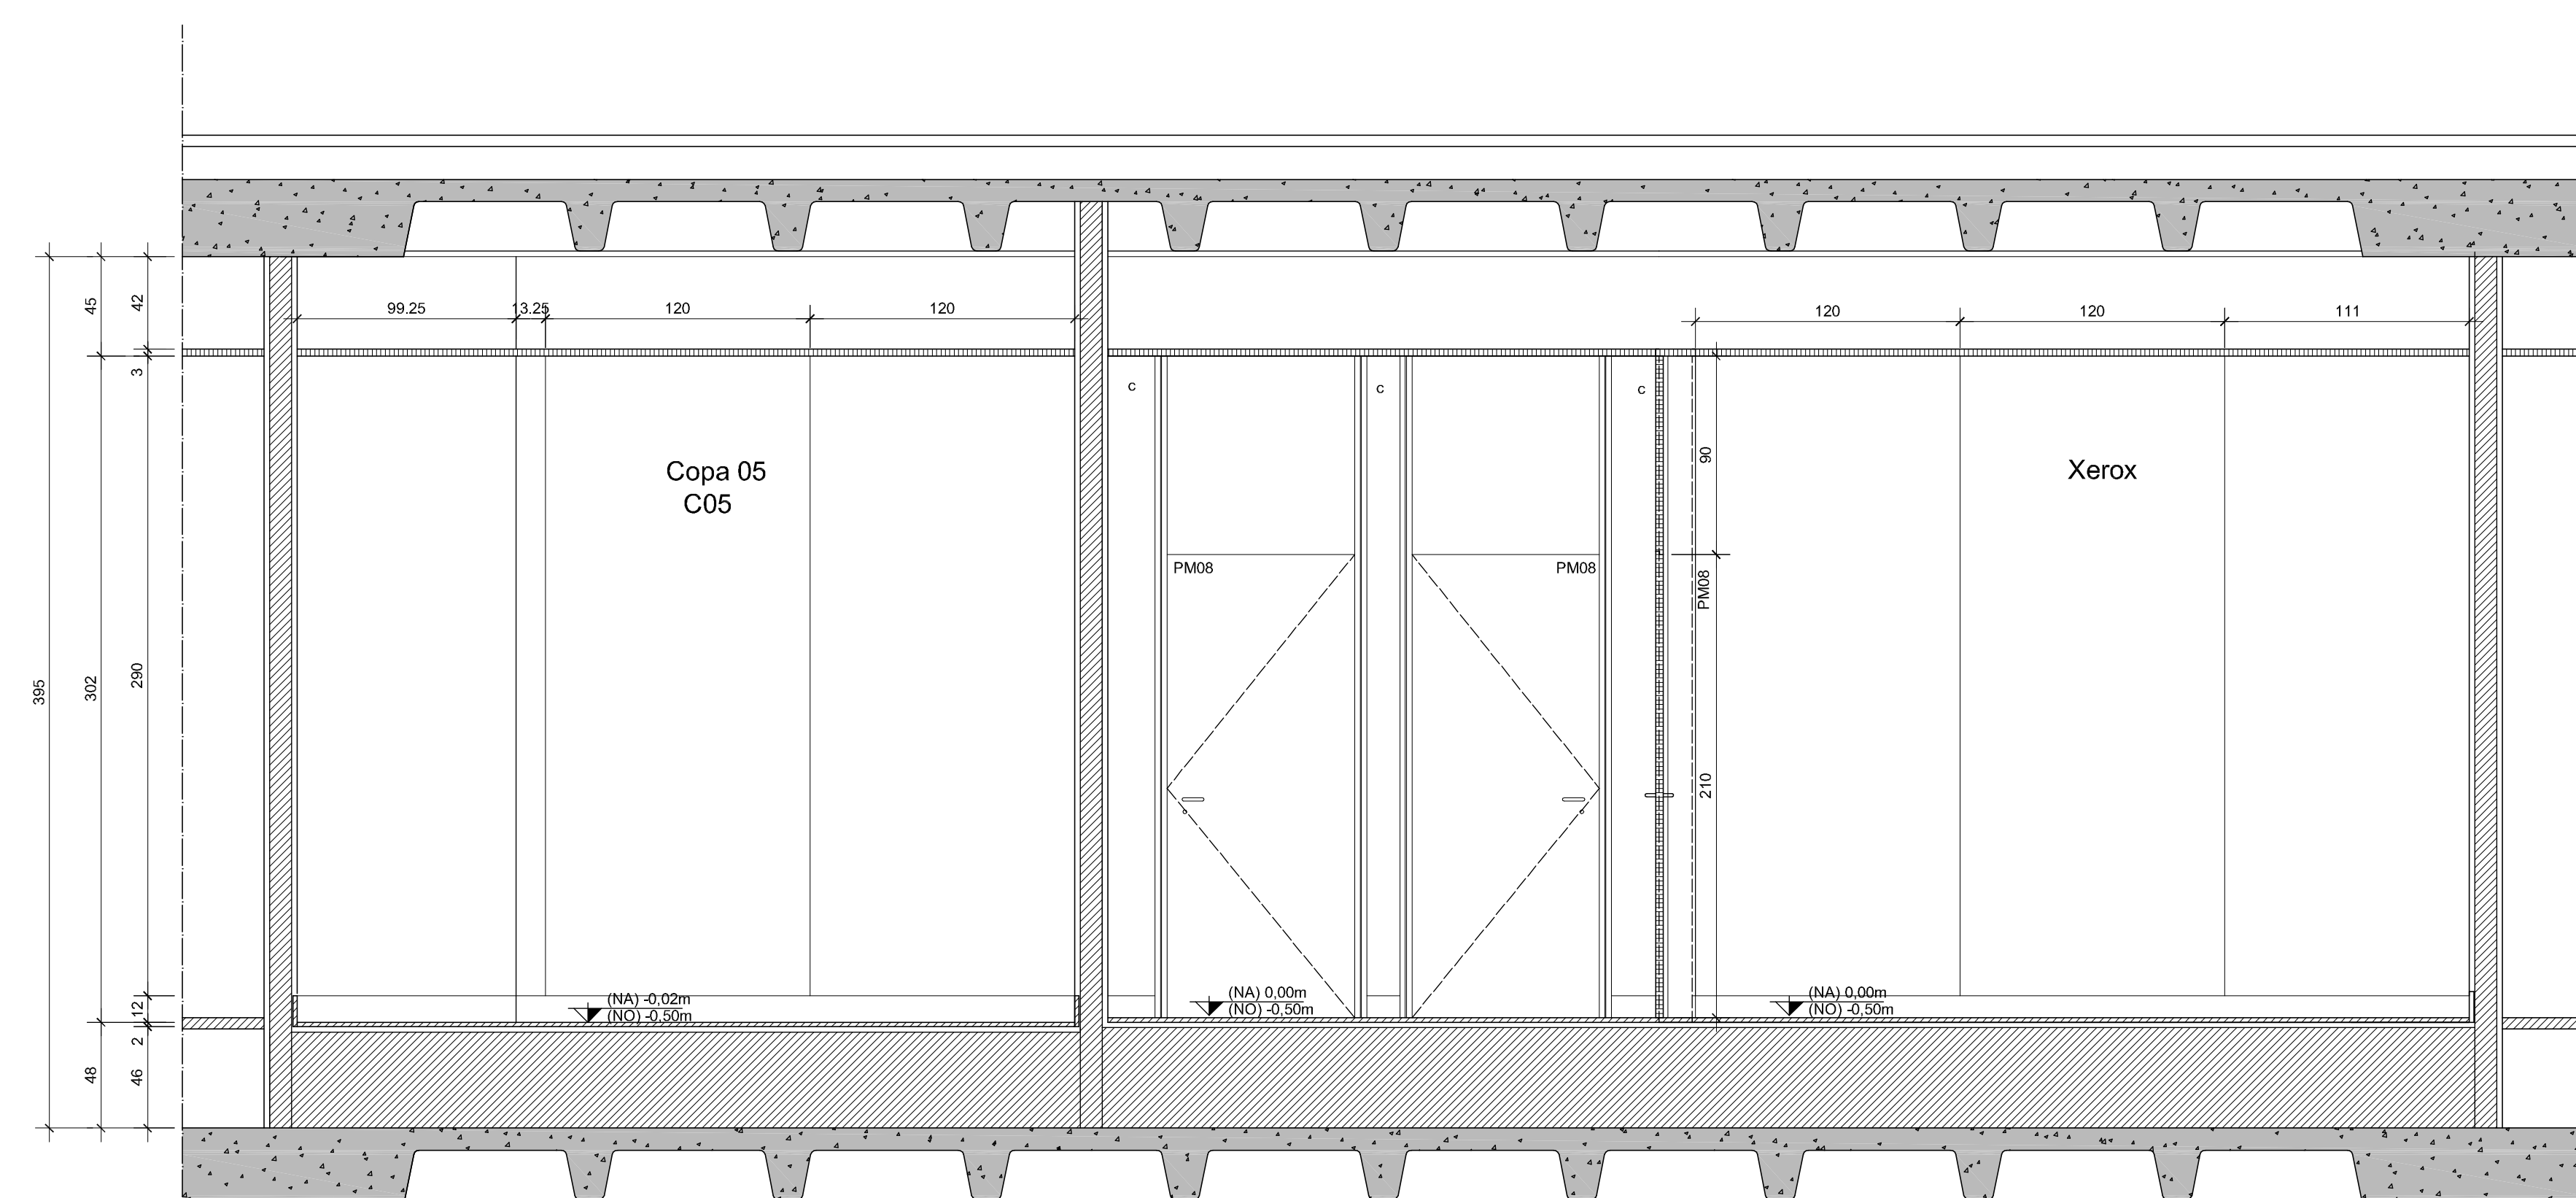 99.25 13.25 120 120
120 120 111
45
42
3
c
c
c
Copa 05
C05
Xerox
90
PM08
PM08
PM08
395
302
290
210
12
2
48
46
(NA) -0,02m
(NO) -0,50m
(NA) 0,00m
(NO) -0,50m
(NA) 0,00m
(NO) -0,50m